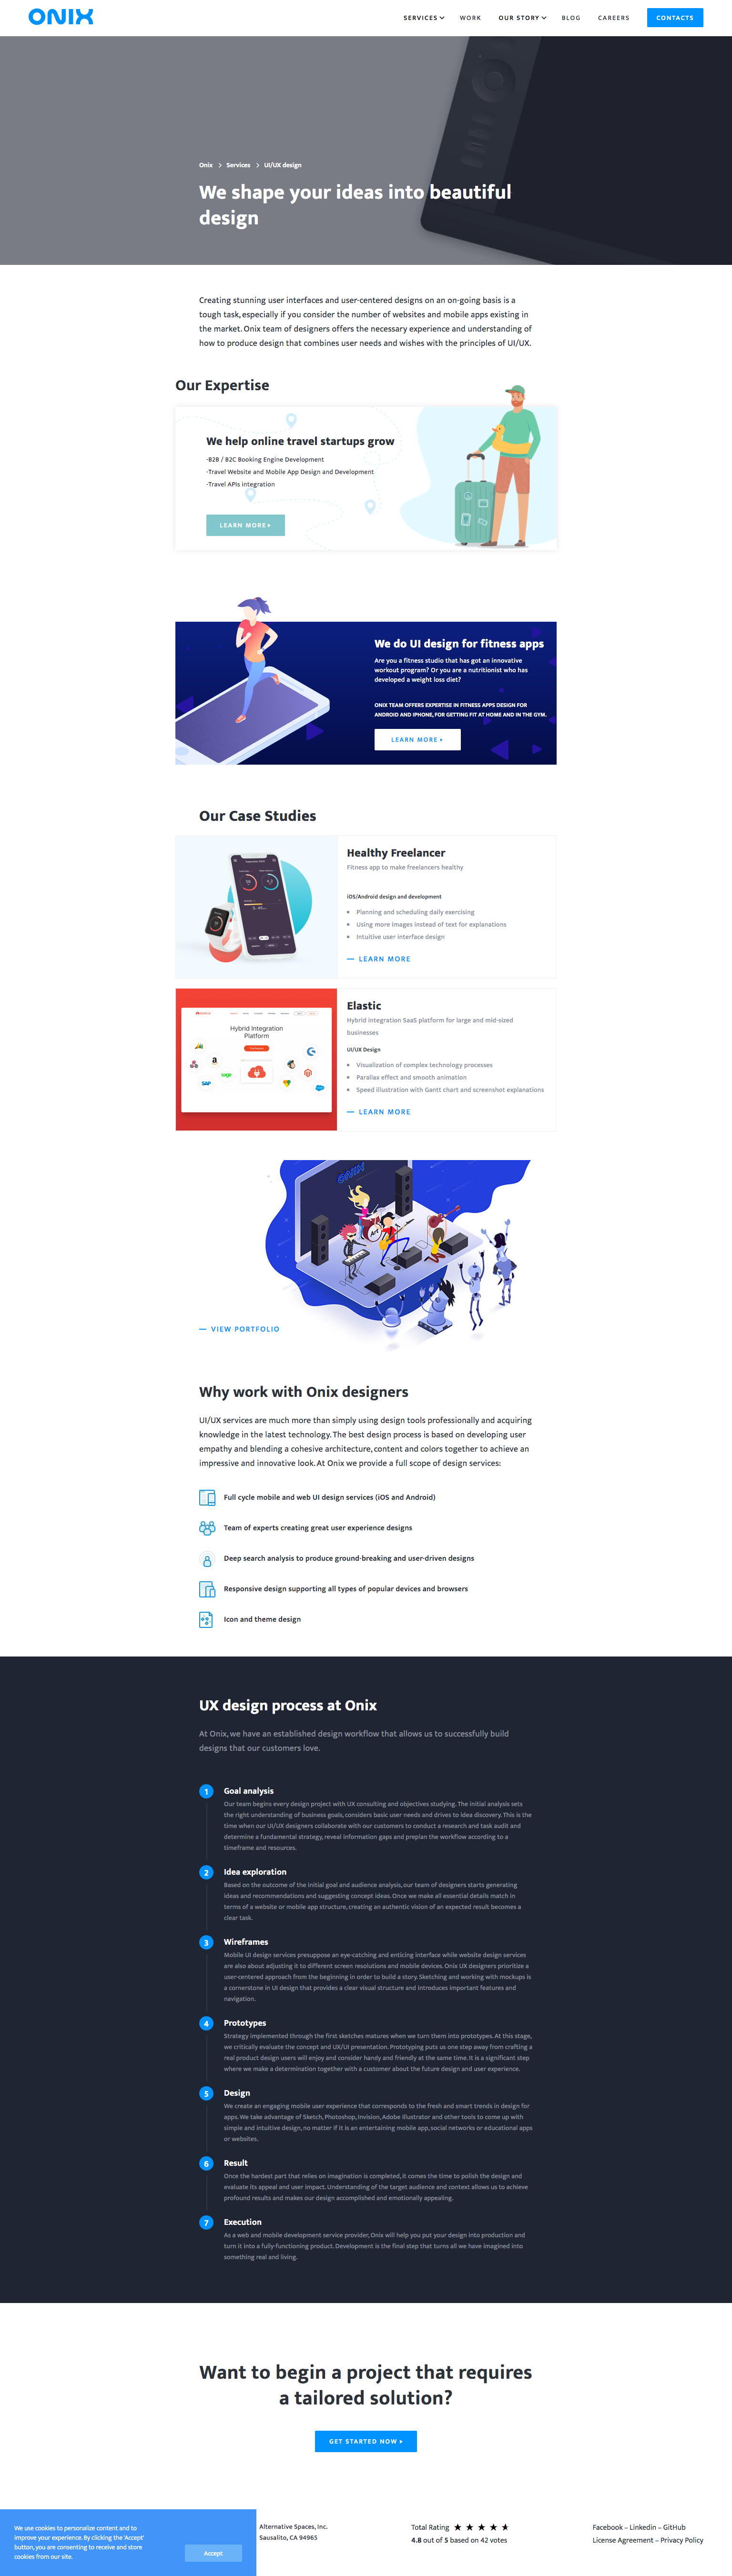 ONIX
SERVICES
WORK
OUR STORY
BLOG
CAREERS
CONTACTS
Onix > Services > UI/UX design
We shape your ideas into beautiful
design
Creating stunning user interfaces and user-centered designs on an on-going basis is a
tough task, especially if you consider the number of websites and mobile apps existing in
the market. Onix team of designers offers the necessary experience and understanding of
how to produce design that combines user needs and wishes with the principles of UI/UX.
Our Expertise
We help online travel startups grow
-B2B / B2C Booking Engine Development
-Travel Website and Mobile App Design and Development
-Travel APIs integration
LEARN MORE
We do UI design for fitness apps
Are you a fitness studio that has got an innovative
workout program? Or you are a nutritionist who has
developed a weight loss diet?
ONIX TEAM OFFERS EXPERTISE IN FITNESS APPS DESIGN FOR
ANDROID AND IPHONE, FOR GETTING FIT AT HOME AND IN THE GYM.
LEARN MORE
Our Case Studies
Healthy Freelancer
Fitness app to make freelancers healthy
iOS/Android design and development
Planning and scheduling daily exercising
Using more images instead of text for explanations
Intuitive user interface design
LEARN MORE
Hybrid Integration
Platform
SAP
sage
Elastic
Hybrid integration SaaS platform for large and mid-sized
businesses
UI/UX Design
Visualization of complex technology processes
Parallax effect and smooth animation
Speed illustration with Gantt chart and screenshot explanations
LEARN MORE
ONIX
VIEW PORTFOLIO
Why work with Onix designers
UI/UX services are much more than simply using design tools professionally and acquiring
knowledge in the latest technology. The best design process is based on developing user
empathy and blending a cohesive architecture, content and colors together to achieve an
impressive and innovative look. At Onix we provide a full scope of design services:
Full cycle mobile and web UI design services (iOS and Android)
Team of experts creating great user experience designs
Deep search analysis to produce ground-breaking and user-driven designs
Responsive design supporting all types of popular devices and browsers
Icon and theme design
UX design process at Onix
At Onix, we have an established design workflow that allows us to successfully build
designs that our customers love.
1 Goal analysis
Our team begins every design project with UX consulting and objectives studying. The initial analysis sets
the right understanding of business goals, considers basic user needs and drives to idea discovery. This is the
time when our UI/UX designers collaborate with our customers to conduct a research and task audit and
determine a fundamental strategy, reveal information gaps and preplan the workflow according to a
timeframe and resources.
2 Idea exploration
Based on the outcome of the initial goal and audience analysis, our team of designers starts generating
ideas and recommendations and suggesting concept ideas. Once we make all essential details match in
terms of a website or mobile app structure, creating an authentic vision of an expected result becomes a
clear task.
3 Wireframes
Mobile UI design services presuppose an eye-catching and enticing interface while website design services
are also about adjusting it to different screen resolutions and mobile devices. Onix UX designers prioritize a
user-centered approach from the beginning in order to build a story. Sketching and working with mockups is
a cornerstone in UI design that provides a clear visual structure and introduces important features and
navigation.
4 Prototypes
Strategy implemented through the first sketches matures when we turn them into prototypes. At this stage,
we critically evaluate the concept and UX/UI presentation. Prototyping puts us one step away from crafting a
real product design users will enjoy and consider handy and friendly at the same time. It is a significant step
where we make a determination together with a customer about the future design and user experience.
5 Design
We create an engaging mobile user experience that corresponds to the fresh and smart trends in design for
apps. We take advantage of Sketch, Photoshop, Invision, Adobe Illustrator and other tools to come up with
simple and intuitive design, no matter if it is an entertaining mobile app, social networks or educational apps
or websites.
6 Result
Once the hardest part that relies on imagination is completed, it comes the time to polish the design and
evaluate its appeal and user impact. Understanding of the target audience and context allows us to achieve
profound results and makes our design accomplished and emotionally appealing.
7 Execution
As a web and mobile development service provider, Onix will help you put your design into production and
turn it into a fully-functioning product. Development is the final step that turns all we have imagined into
something real and living.
Want to begin a project that requires
a tailored solution?
GET STARTED NOW
We use cookies to personalize content and to
improve your experience. By clicking the 'Accept'
button, you are consenting to receive and store
cookies from our site.
Accept
Alternative Spaces, Inc.
Sausalito, CA 94965
Total Rating
4.8 out of 5 based on 42 votes
Facebook – Linkedin – GitHub
License Agreement – Privacy Policy